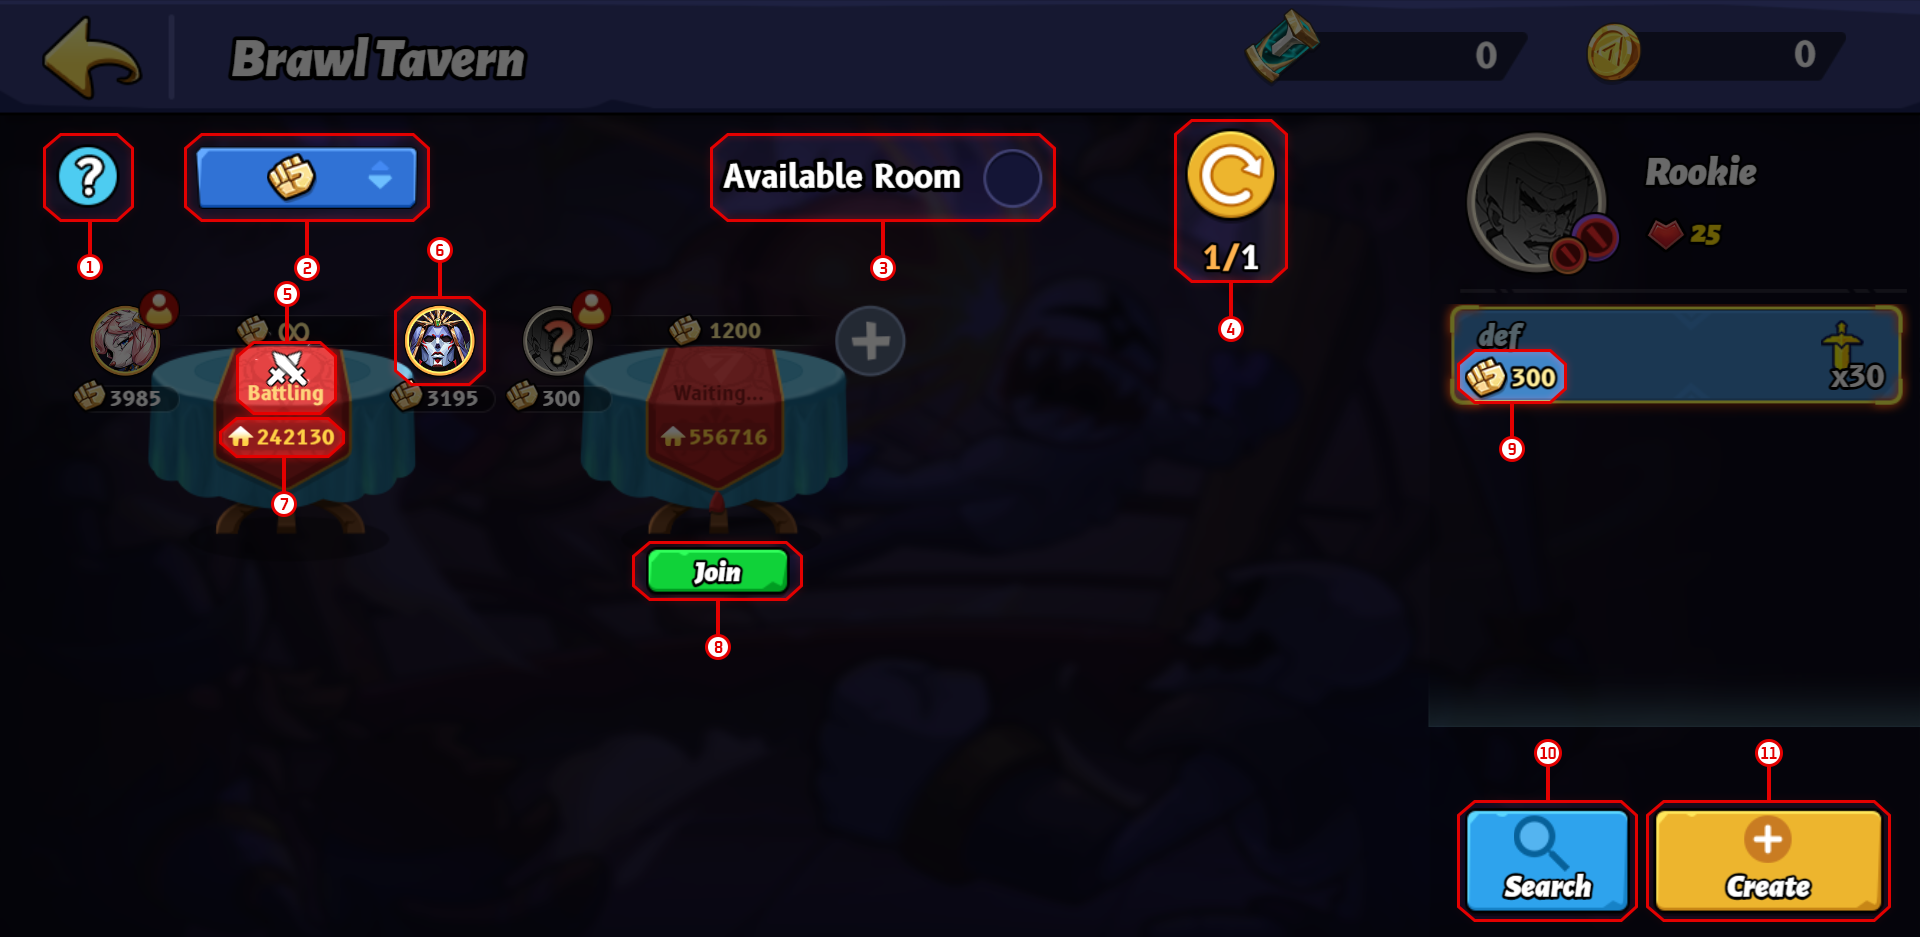 Brawl Tavern
0
0
?
Available Room
1/1
Rookie
25
1
2
3
4
5
6
∞
?
1200
Battling
Waiting...
3985
3195
300
242130
556716
def
300
x30
7
9
Join
8
10
11
Search
Create